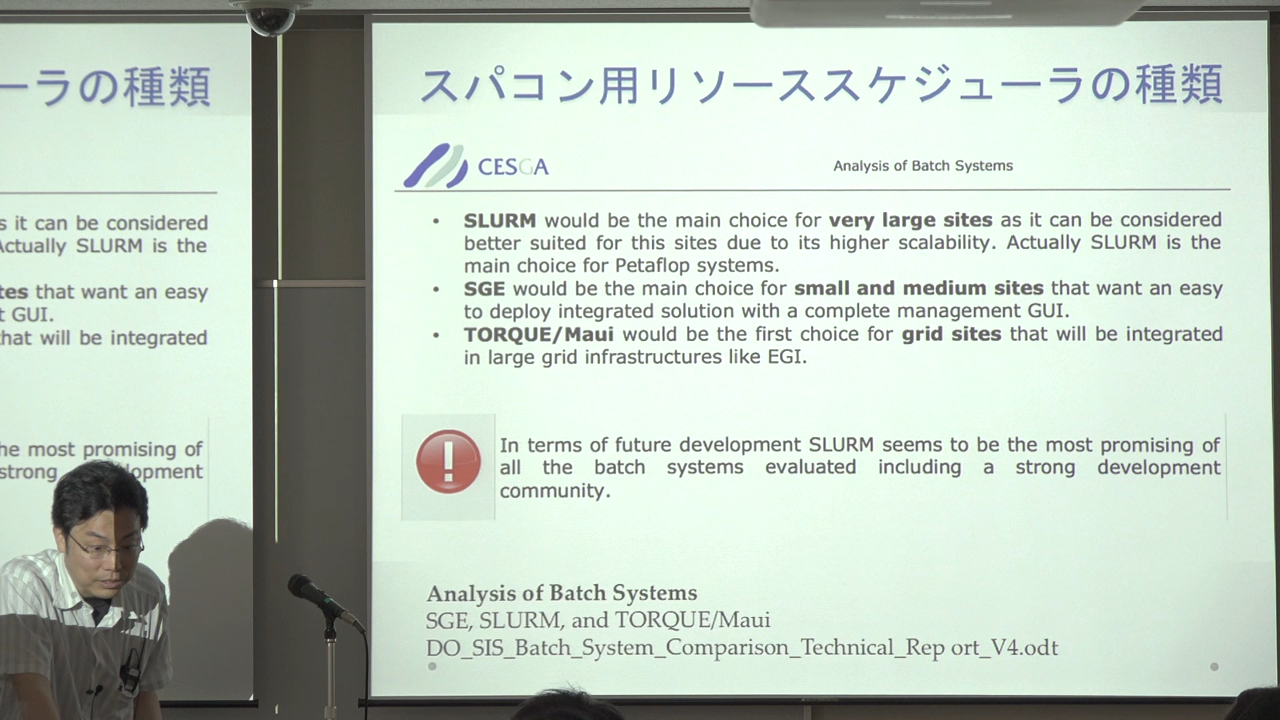 ーラの種類
s it can be considered
Actually SLURM is the
tes that want an easy
t GUI.
hat will be integrated
he most promising of
strong development
スパコン用リソーススケジューラの種類
CESGA
Analysis of Batch Systems
• SLURM would be the main choice for very large sites as it can be considered
better suited for this sites due to its higher scalability. Actually SLURM is the
main choice for Petaflop systems.
• SGE would be the main choice for small and medium sites that want an easy
to deploy integrated solution with a complete management GUI.
• TORQUE/Maui would be the first choice for grid sites that will be integrated
in large grid infrastructures like EGI.
!
In terms of future development SLURM seems to be the most promising of
all the batch systems evaluated including a strong development
community.
Analysis of Batch Systems
SGE, SLURM, and TORQUE/Maui
DO_SIS_Batch_System_Comparison_Technical_Rep ort_V4.odt